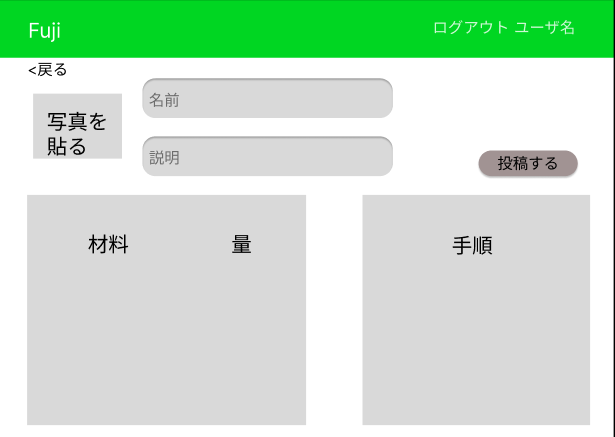 Fuji
ログアウト ユーザ名
<戻る
写真を
貼る
名前
説明
投稿する
材料 量
手順